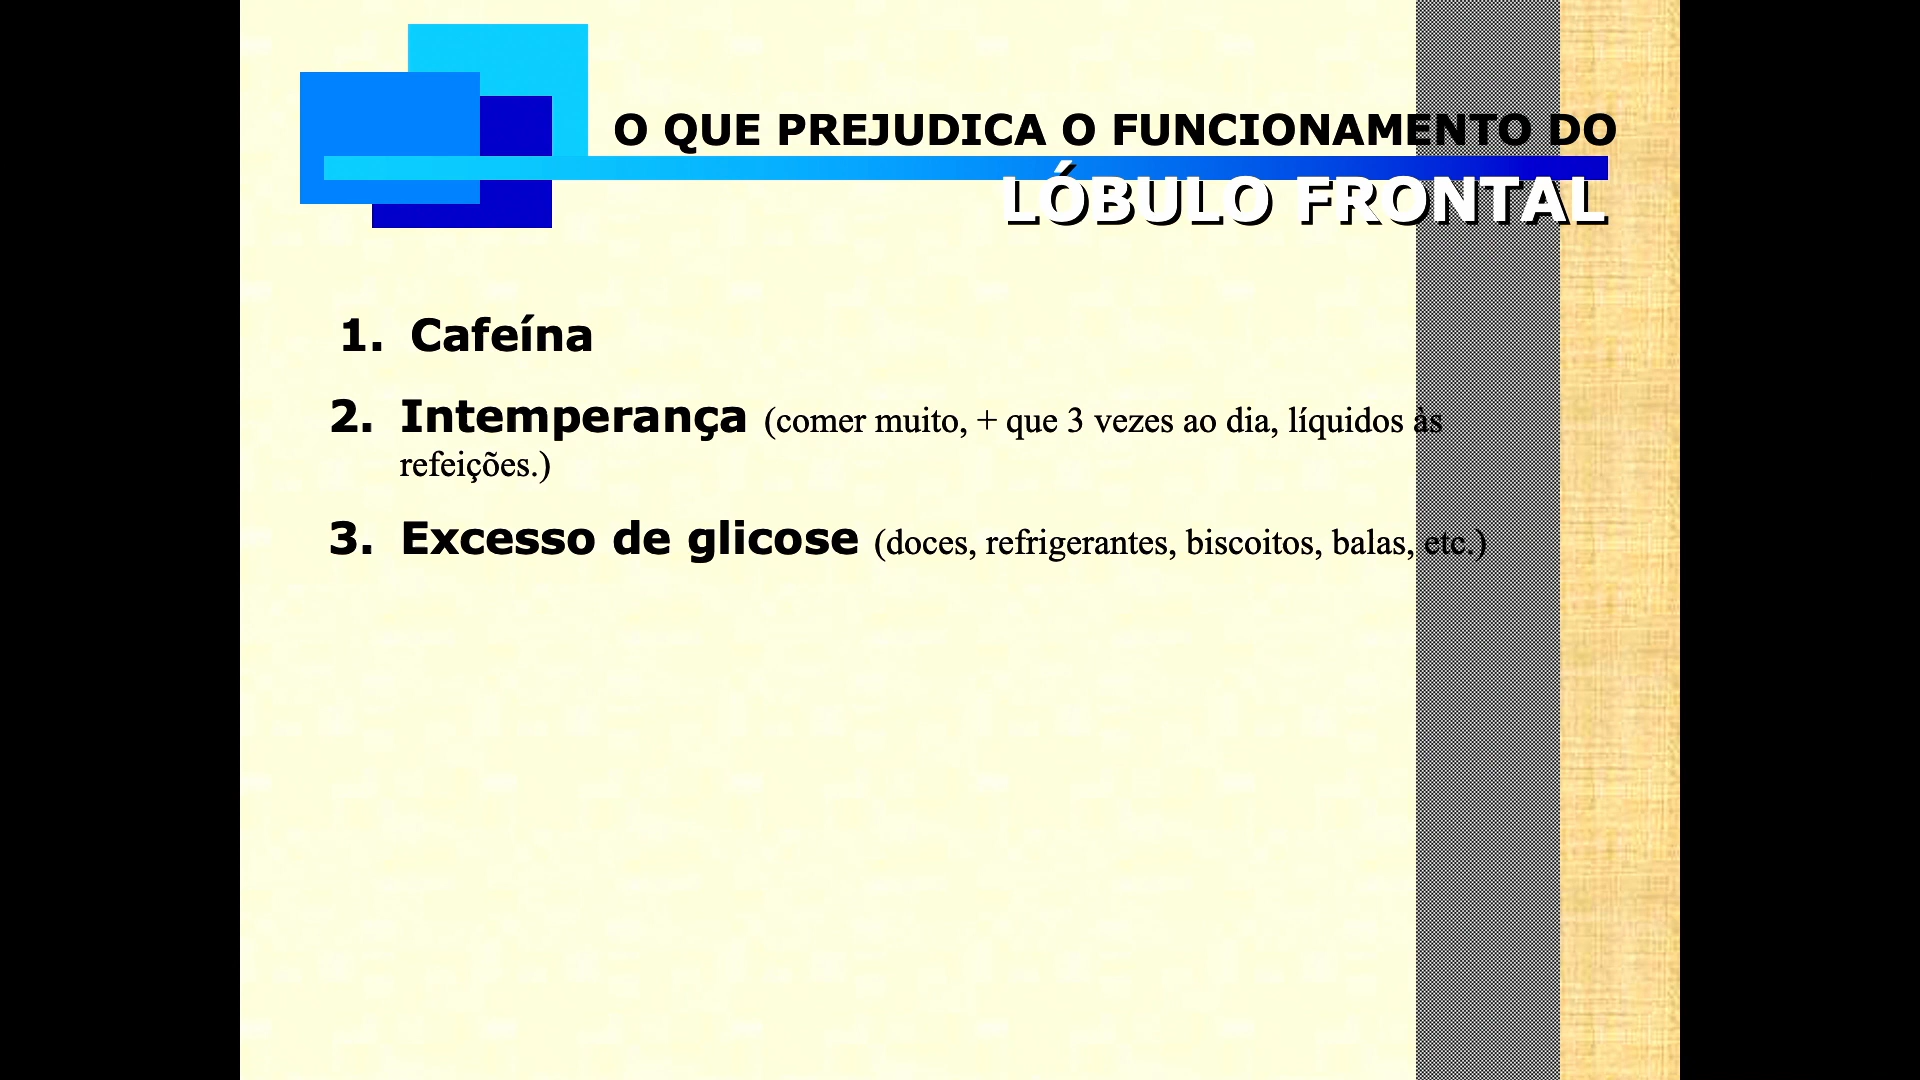 O QUE PREJUDICA O FUNCIONAMENTO DO
LÓBULO FRONTAL
1. Cafeína
2. Intemperança (comer muito, + que 3 vezes ao dia, líquidos às
refeições.)
3. Excesso de glicose (doces, refrigerantes, biscoitos, balas, etc.)